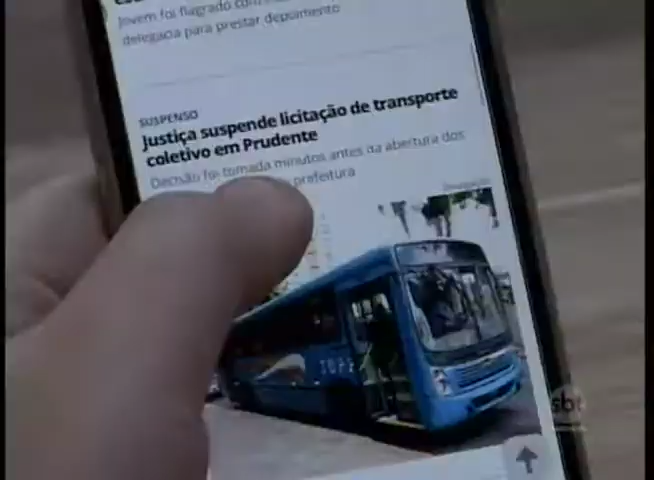 Jovem foi flagrado com
delegacia para prestar depoimento
SUSPENSO
Justiça suspende licitação de transporte
coletivo em Prudente
Decisão foi tomada minutos antes da abertura dos
prefeitura
sbt